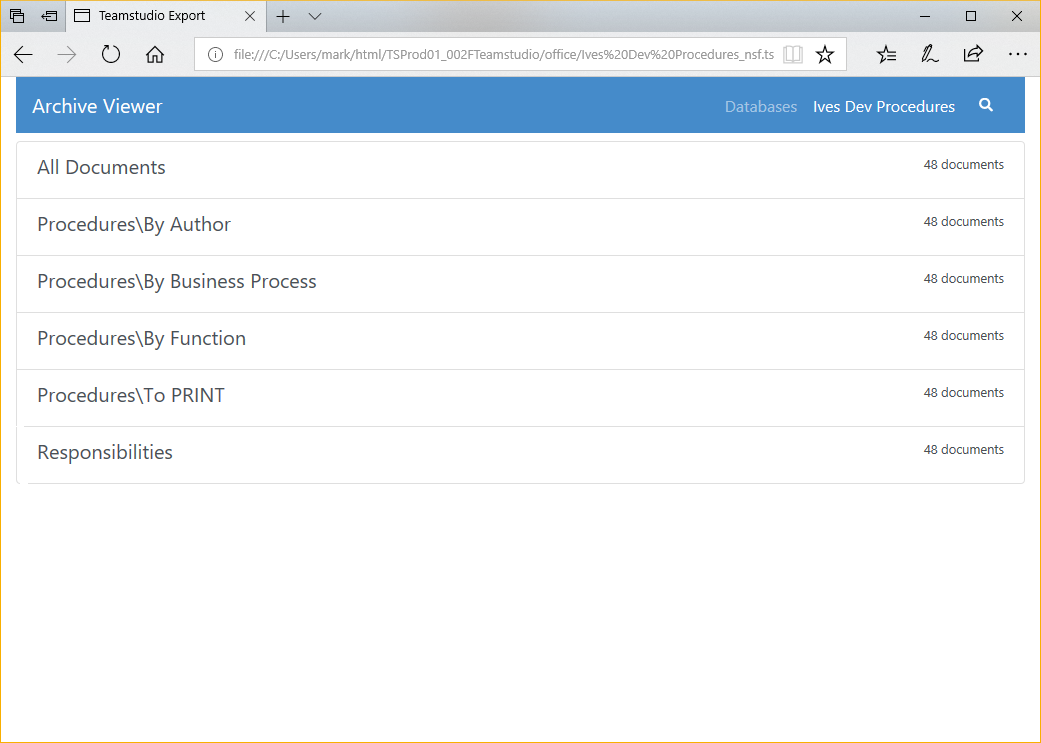 Teamstudio Export
file:///C:/Users/mark/html/TSProd01_002FTeamstudio/office/Ives%20Dev%20Procedures_nsf.ts
Archive Viewer Databases Ives Dev Procedures
All Documents 48 documents
Procedures\By Author 48 documents
Procedures\By Business Process 48 documents
Procedures\By Function 48 documents
Procedures\To PRINT 48 documents
Responsibilities 48 documents